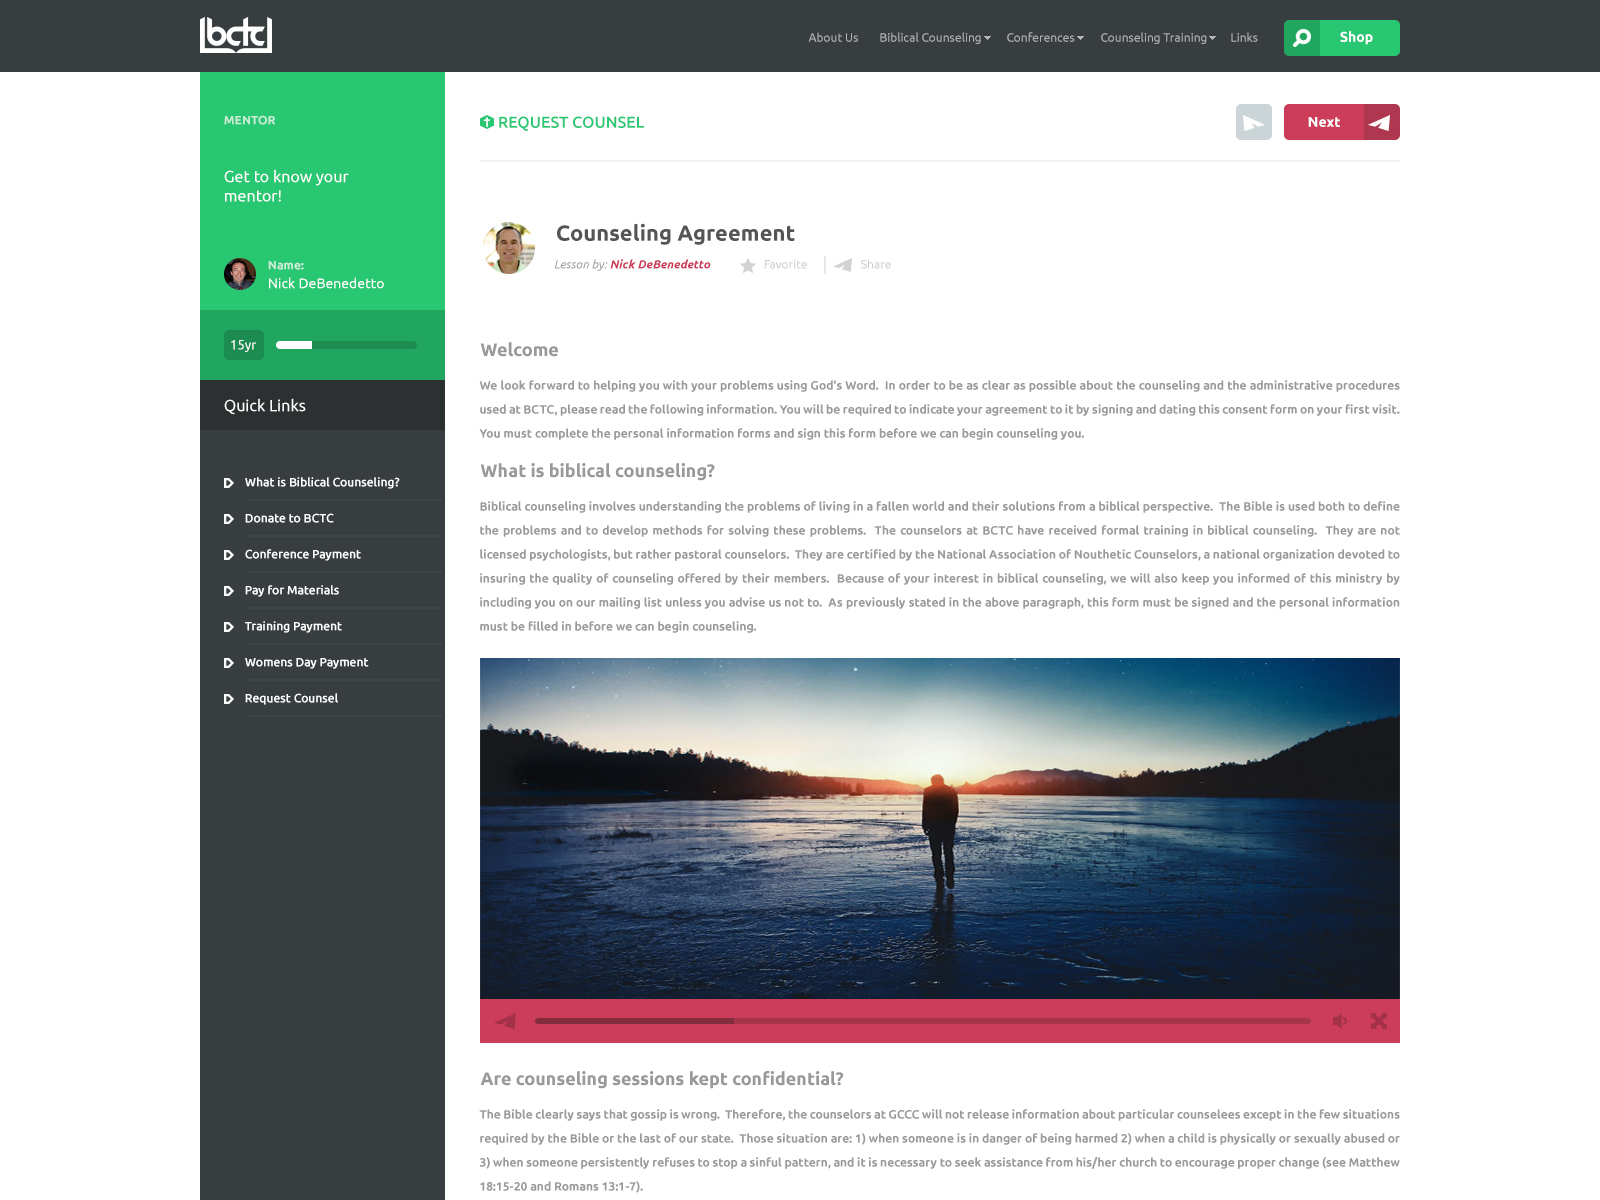 bctc
About Us
Biblical Counseling
Conferences
Counseling Training
Links
Shop
MENTOR
Get to know your
mentor!
Name:
Nick DeBenedetto
15yr
Quick Links
What is Biblical Counseling?
Donate to BCTC
Conference Payment
Pay for Materials
Training Payment
Womens Day Payment
Request Counsel
REQUEST COUNSEL
Next
Counseling Agreement
Lesson by: Nick DeBenedetto
Favorite
Share
Welcome
We look forward to helping you with your problems using God's Word. In order to be as clear as possible about the counseling and the administrative procedures
used at BCTC, please read the following information. You will be required to indicate your agreement to it by signing and dating this consent form on your first visit.
You must complete the personal information forms and sign this form before we can begin counseling you.
What is biblical counseling?
Biblical counseling involves understanding the problems of living in a fallen world and their solutions from a biblical perspective. The Bible is used both to define
the problems and to develop methods for solving these problems. The counselors at BCTC have received formal training in biblical counseling. They are not
licensed psychologists, but rather pastoral counselors. They are certified by the National Association of Nouthetic Counselors, a national organization devoted to
insuring the quality of counseling offered by their members. Because of your interest in biblical counseling, we will also keep you informed of this ministry by
including you on our mailing list unless you advise us not to. As previously stated in the above paragraph, this form must be signed and the personal information
must be filled in before we can begin counseling.
Are counseling sessions kept confidential?
The Bible clearly says that gossip is wrong. Therefore, the counselors at GCCC will not release information about particular counselees except in the few situations
required by the Bible or the last of our state. Those situation are: 1) when someone is in danger of being harmed 2) when a child is physically or sexually abused or
3) when someone persistently refuses to stop a sinful pattern, and it is necessary to seek assistance from his/her church to encourage proper change (see Matthew
18:15-20 and Romans 13:1-7).